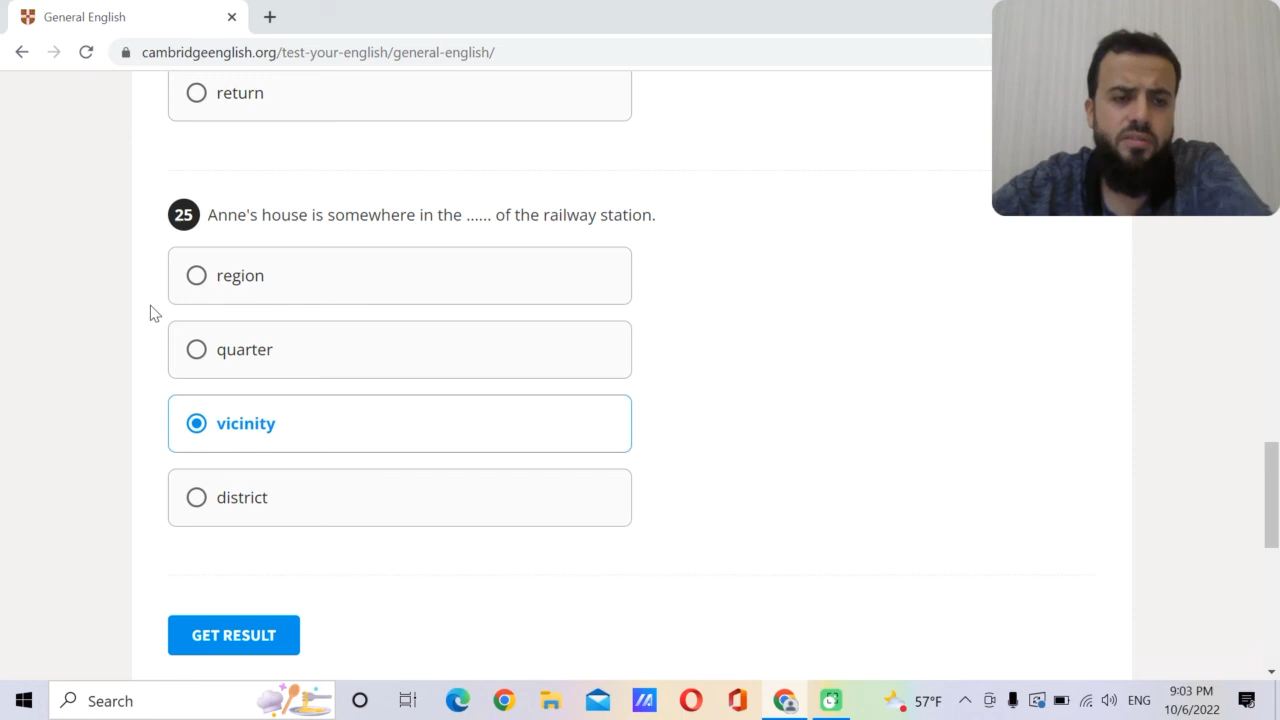 General English
cambridgeenglish.org/test-your-english/general-english/
return
25 Anne's house is somewhere in the ...... of the railway station.
region
quarter
vicinity
district
GET RESULT
Search
57°F
ENG
9:03 PM
10/6/2022